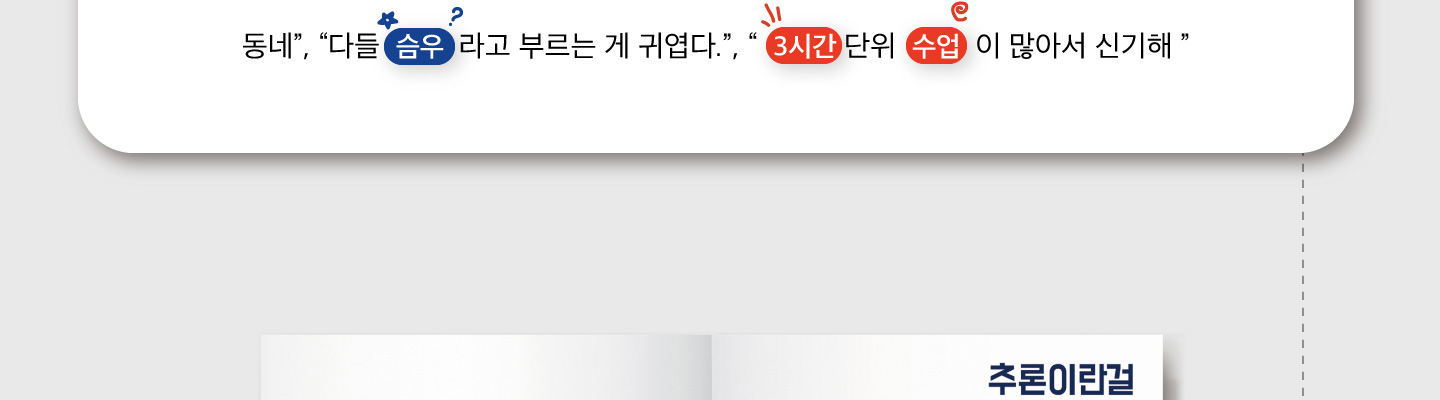 동네”, “다들 슴우 라고 부르는 게 귀엽다.”, “ 3시간 단위 수업 이 많아서 신기해 ”
추론이란걸